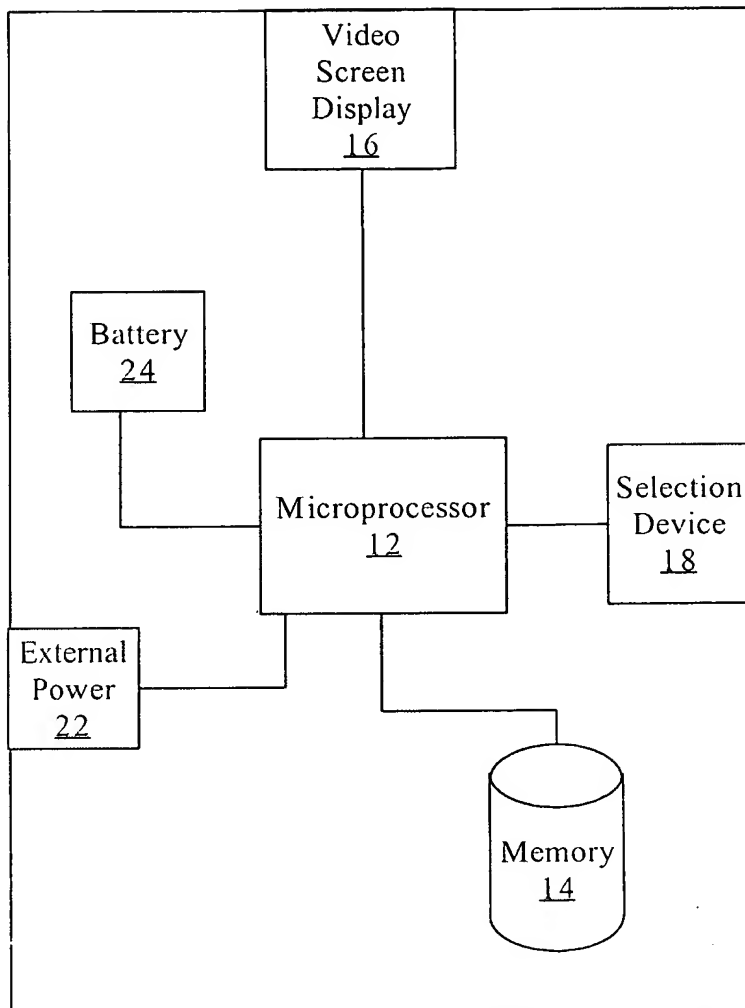 Video
Screen
Display
16
Battery
24
Microprocessor
12
Selection
Device
18
External
Power
22
Memory
14